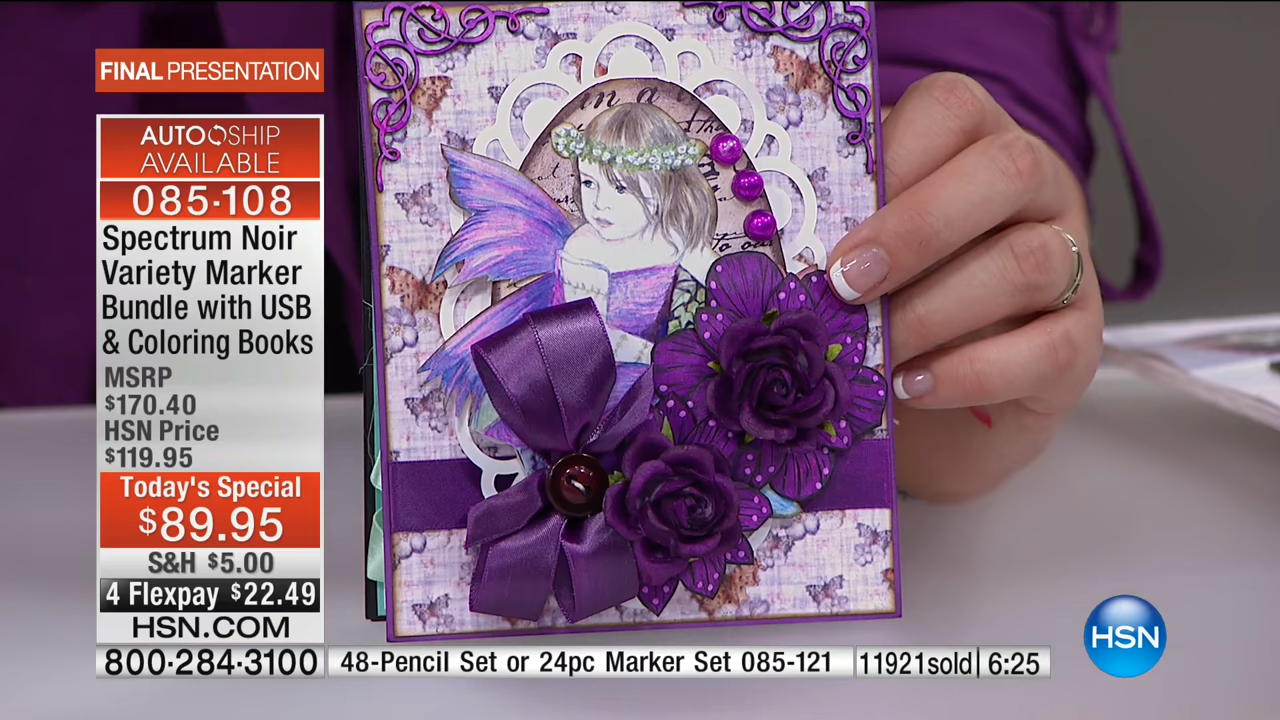 FINAL PRESENTATION
AUTOSHIP
AVAILABLE
085·108
Spectrum Noir
Variety Marker
Bundle with USB
& Coloring Books
MSRP
$170.40
HSN Price
$119.95
Today's Special
$89.95
S&H $5.00
4 Flexpay $22.49
HSN.COM
800·284·3100
48-Pencil Set or 24pc Marker Set 085-121
11921sold
6:25
HSN
in a
to